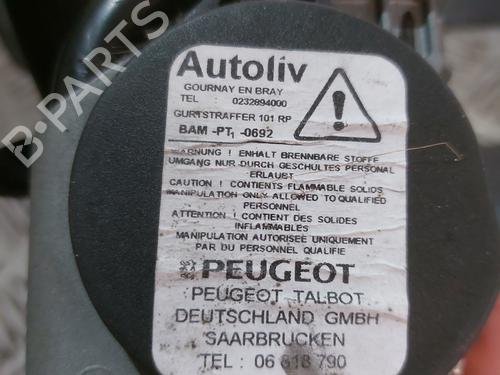 B-PARTS
Autoliv
GOURNAY EN BRAY
TEL : 0232894000
GURTSTRAFFER 101 RP
BAM -PT1 -0692
WARNUNG ! ENHALT BRENNBARE STOFFE
UMGANG NUR DURCH GESCHULTES PERSONAL
ERLAUBT
CAUTION ! CONTIENTS FLAMMABLE SOLIDS
MANIPULATION ONLY ALLOWED TO QUALIFIED
PERSONNEL
ATTENTION ! CONTIENT DES SOLIDES
INFLAMMABLES
MANIPULATION AUTORISEE UNIQUEMENT
PAR DU PERSONNEL QUALIFIE
PEUGEOT
PEUGEOT TALBOT
DEUTSCHLAND GMBH
SAARBRUCKEN
TEL : 06 818 790